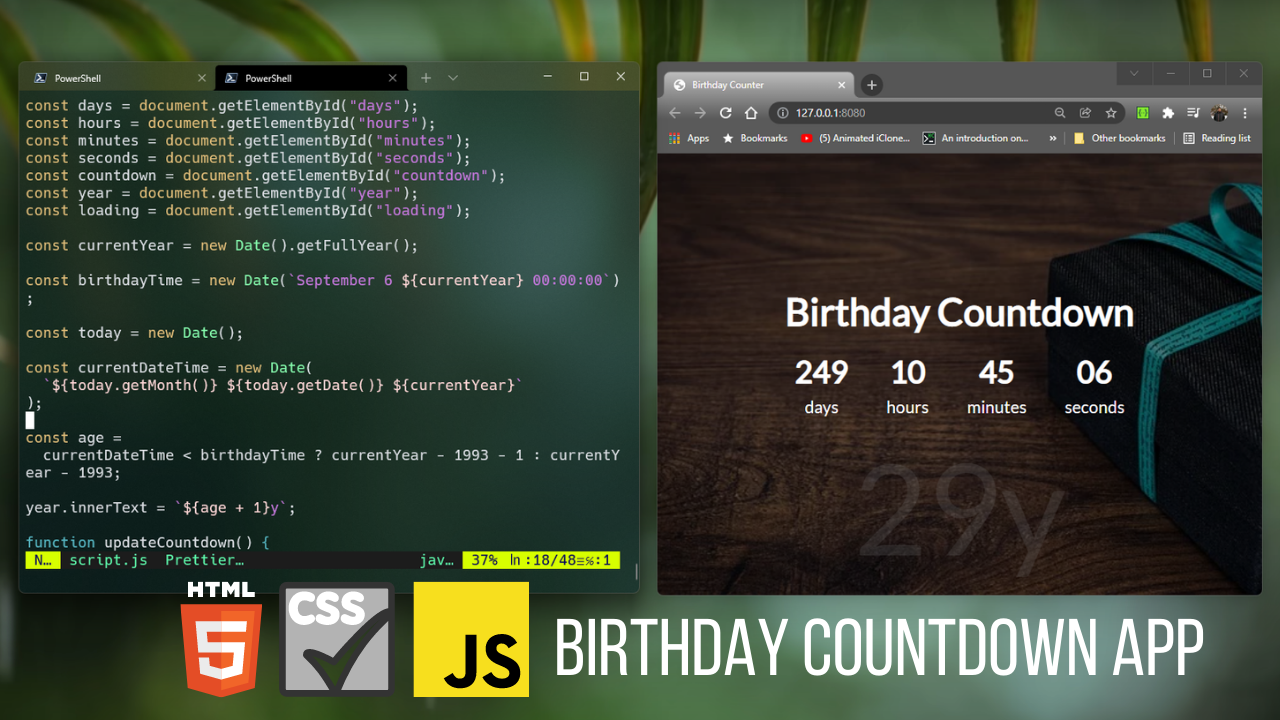 PowerShell
PowerShell
const days = document.getElementById("days");
const hours = document.getElementById("hours");
const minutes = document.getElementById("minutes");
const seconds = document.getElementById("seconds");
const countdown = document.getElementById("countdown");
const year = document.getElementById("year");
const loading = document.getElementById("loading");
const currentYear = new Date().getFullYear();
const birthdayTime = new Date(`September 6 ${currentYear} 00:00:00`)
;
const today = new Date();
const currentDateTime = new Date(
`${today.getMonth()} ${today.getDate()} ${currentYear}`
);
const age =
currentDateTime < birthdayTime ? currentYear - 1993 - 1 : currentY
ear - 1993;
year.innerText = `${age + 1}y`;
function updateCountdown() {
N… script.js Prettier… jav… 37% ln:18/48≡%:1
Birthday Counter
127.0.0.1:8080
Apps Bookmarks (5) Animated iClone... An introduction on... » Other bookmarks Reading list
Birthday Countdown
249 10 45 06
days hours minutes seconds
29y
HTML
5
CSS
JS
BIRTHDAY COUNTDOWN APP